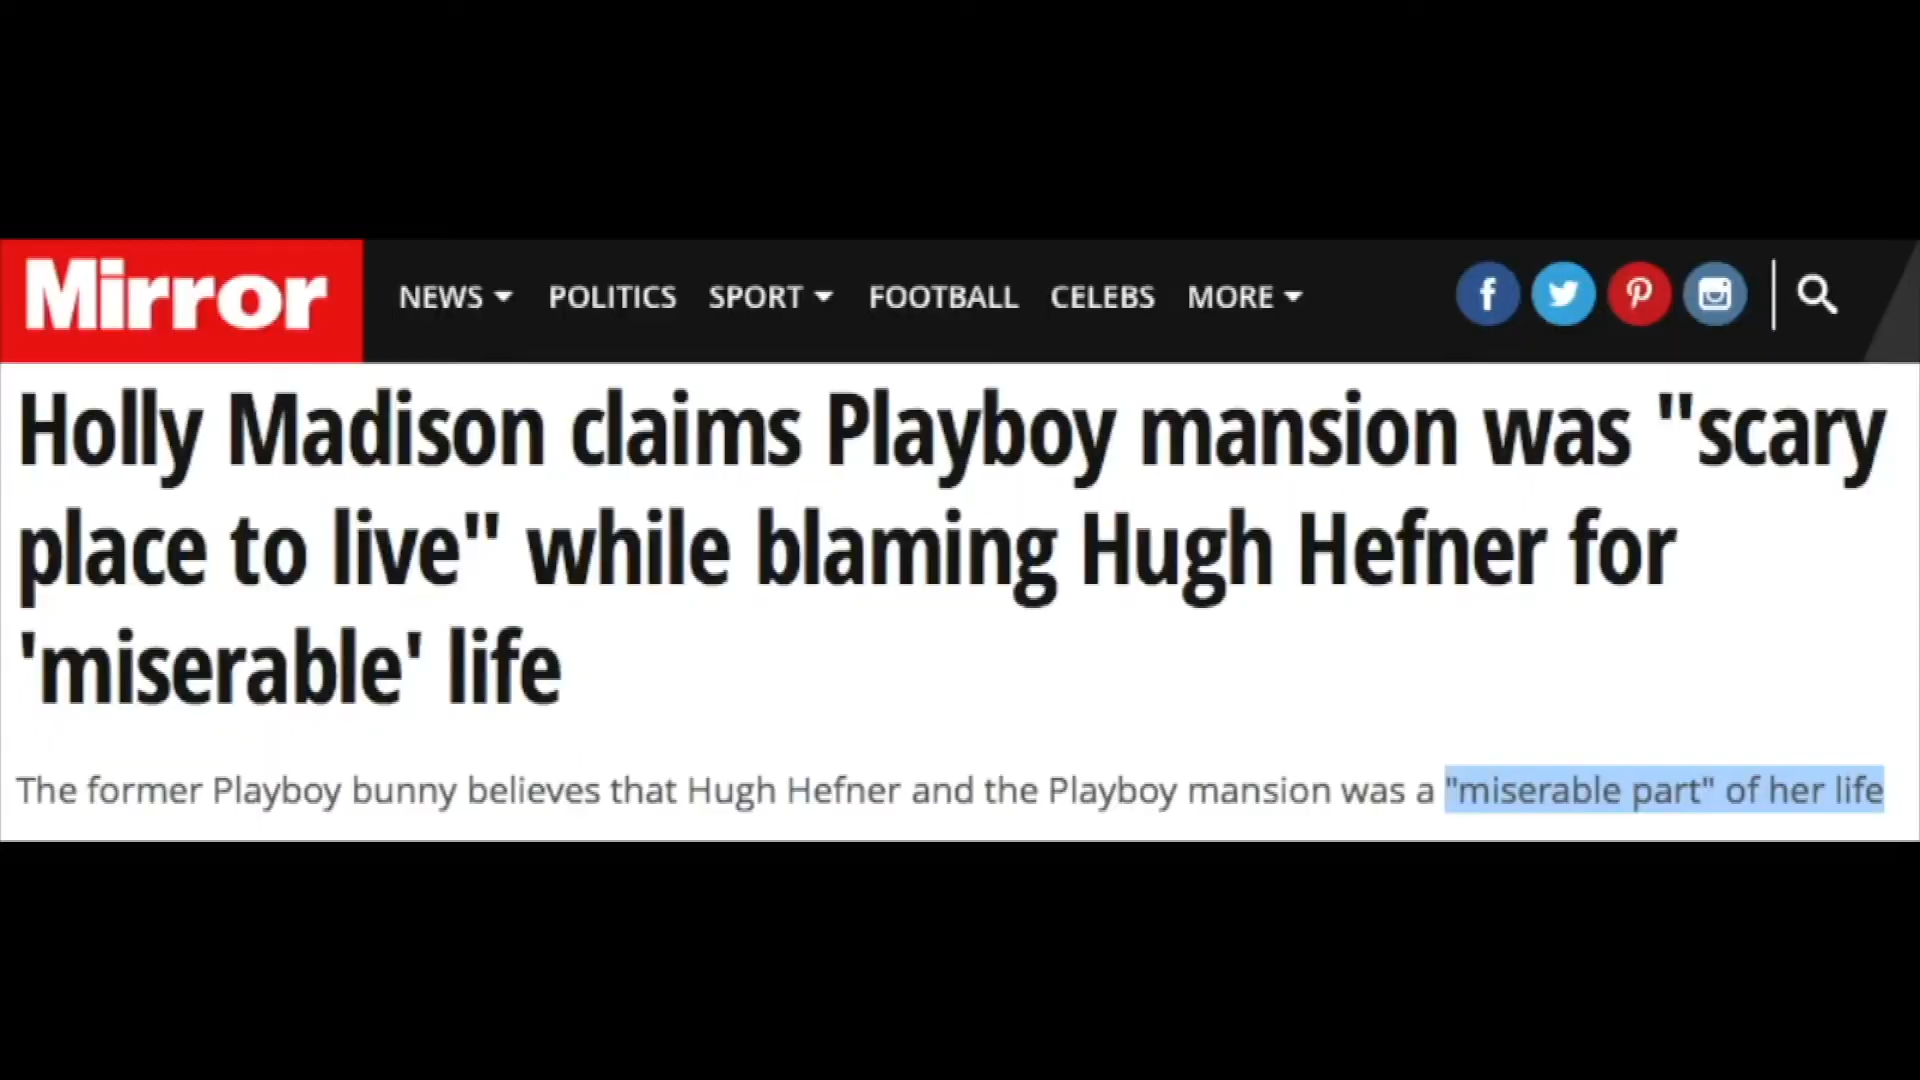 Mirror NEWS POLITICS SPORT FOOTBALL CELEBS MORE
Holly Madison claims Playboy mansion was "scary
place to live" while blaming Hugh Hefner for
'miserable' life
The former Playboy bunny believes that Hugh Hefner and the Playboy mansion was a "miserable part" of her life